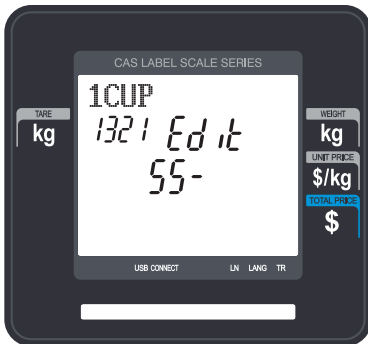 CAS LABEL SCALE SERIES
1CUP
TARE
kg
1321 Edit
55-
WEIGHT
kg
UNIT PRICE
$/kg
TOTAL PRICE
$
USB CONNECT LN LANG TR